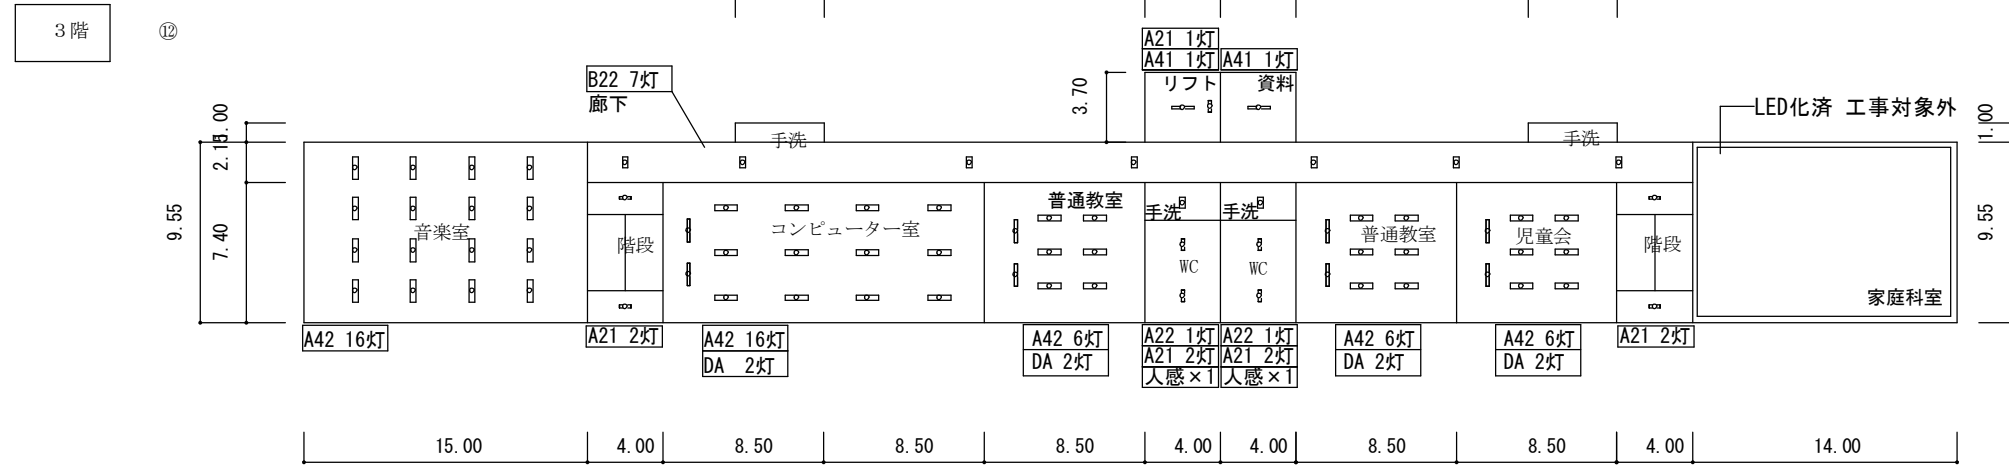 3階
⑫
A21 1灯
A41 1灯
A41 1灯
B22 7灯
廊下
リフト
資料
3.70
LED化済 工事対象外
1.00
2.15
9.55
7.40
手洗
手洗
1.00
9.55
音楽室
階段
コンピューター室
普通教室
手洗
手洗
WC
WC
普通教室
児童会
階段
家庭科室
A42 16灯
A21 2灯
A42 16灯
DA 2灯
A42 6灯
DA 2灯
A22 1灯
A21 2灯
人感×1
A22 1灯
A21 2灯
人感×1
A42 6灯
DA 2灯
A42 6灯
DA 2灯
A21 2灯
15.00
4.00
8.50
8.50
8.50
4.00
4.00
8.50
8.50
4.00
14.00